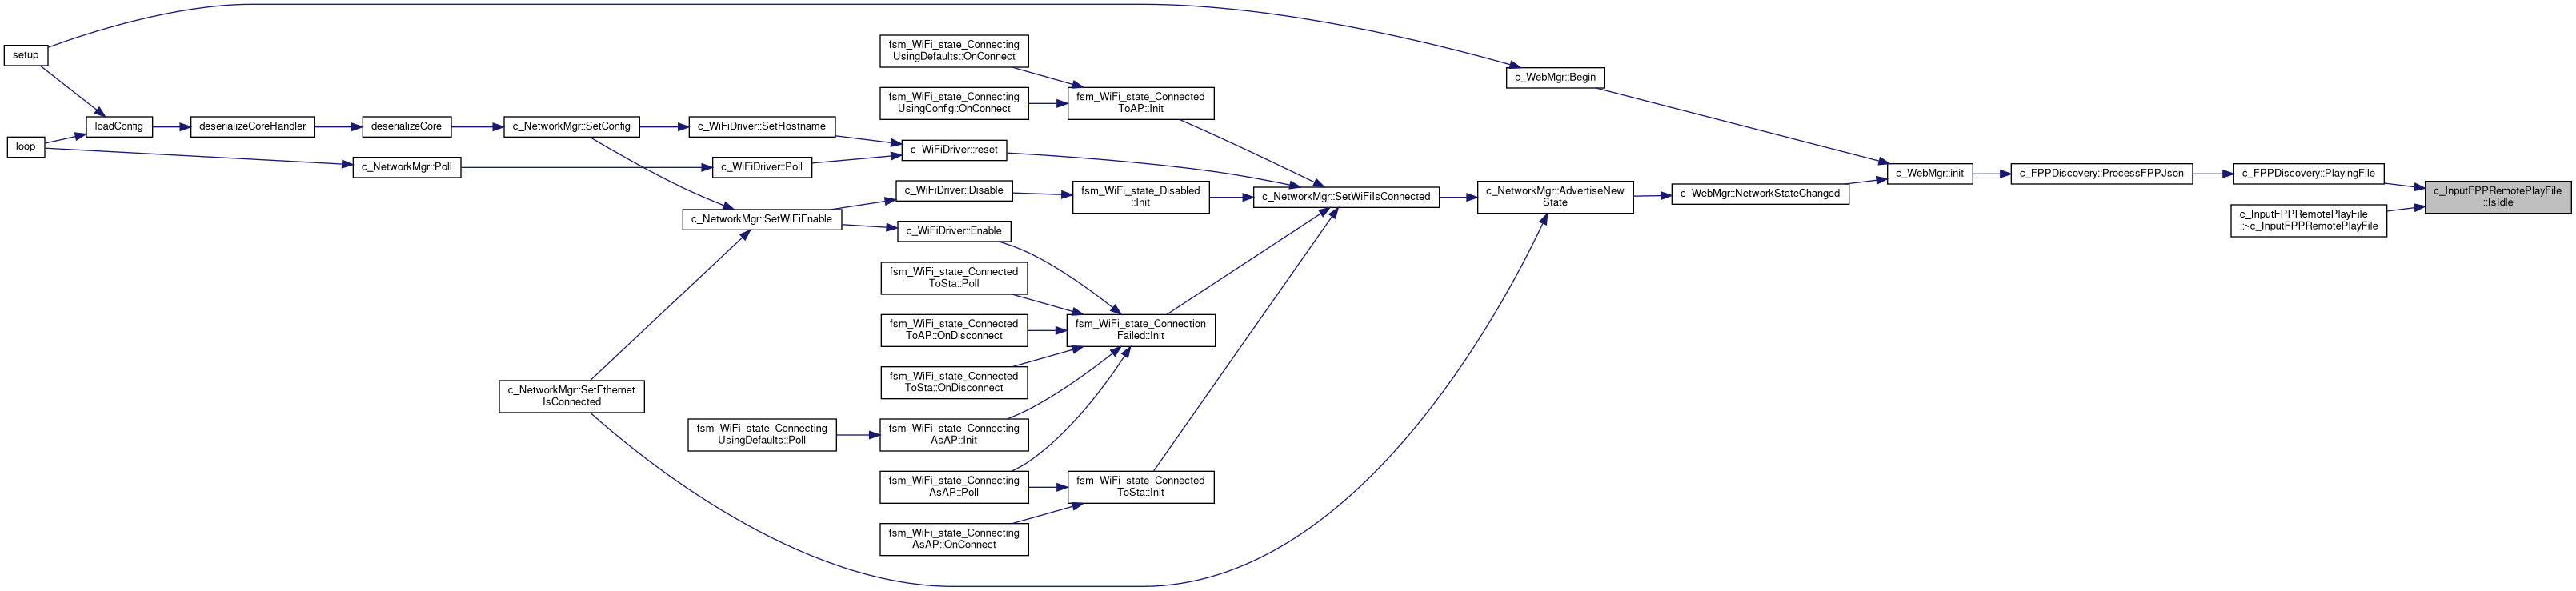 setup
loop
loadConfig
deserializeCoreHandler
deserializeCore
c_NetworkMgr::Poll
c_NetworkMgr::SetConfig
c_NetworkMgr::SetEthernet
IsConnected
c_WiFiDriver::SetHostname
c_WiFiDriver::Poll
c_NetworkMgr::SetWiFiEnable
fsm_WiFi_state_Connecting
UsingDefaults::Poll
fsm_WiFi_state_Connecting
UsingDefaults::OnConnect
fsm_WiFi_state_Connecting
UsingConfig::OnConnect
c_WiFiDriver::reset
c_WiFiDriver::Disable
c_WiFiDriver::Enable
fsm_WiFi_state_Connected
ToSta::Poll
fsm_WiFi_state_Connected
ToAP::OnDisconnect
fsm_WiFi_state_Connected
ToSta::OnDisconnect
fsm_WiFi_state_Connecting
AsAP::Init
fsm_WiFi_state_Connecting
AsAP::Poll
fsm_WiFi_state_Connecting
AsAP::OnConnect
fsm_WiFi_state_Connected
ToAP::Init
fsm_WiFi_state_Disabled
::Init
fsm_WiFi_state_Connection
Failed::Init
fsm_WiFi_state_Connected
ToSta::Init
c_NetworkMgr::SetWiFiIsConnected
c_NetworkMgr::AdvertiseNew
State
c_WebMgr::Begin
c_WebMgr::NetworkStateChanged
c_WebMgr::init
c_FPPDiscovery::ProcessFPPJson
c_FPPDiscovery::PlayingFile
c_InputFPPRemotePlayFile
::~c_InputFPPRemotePlayFile
c_InputFPPRemotePlayFile
::IsIdle